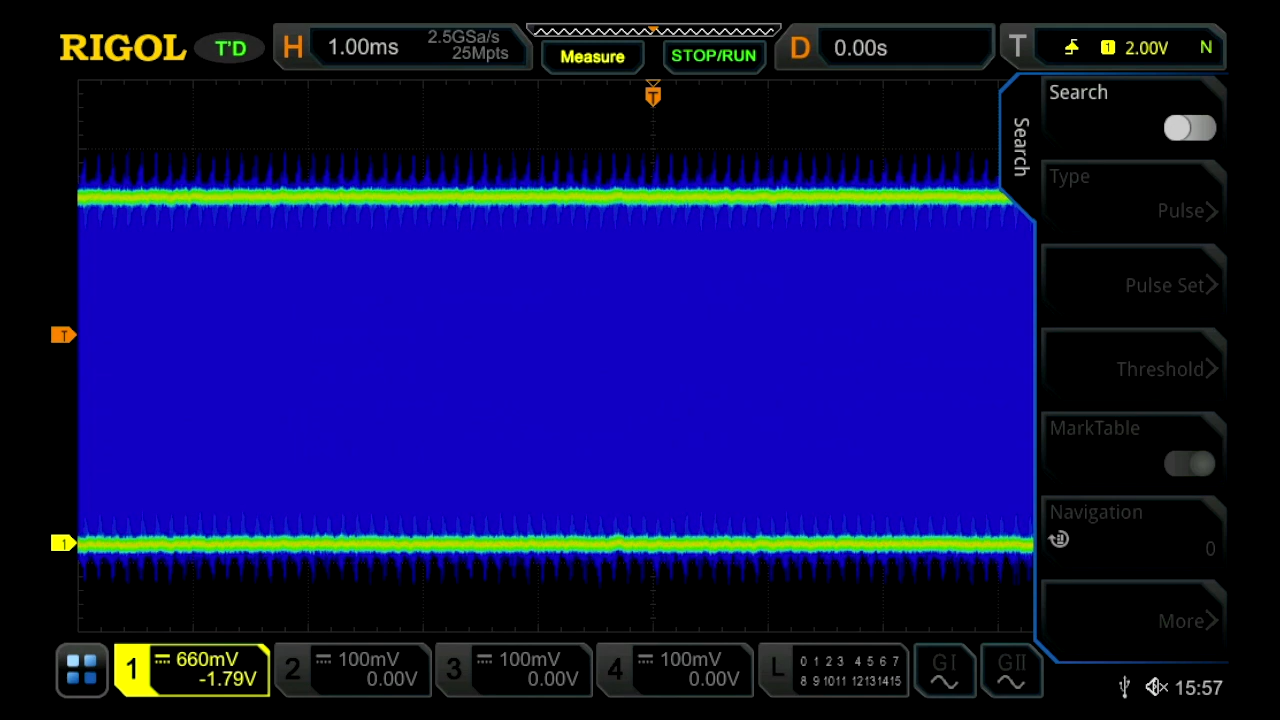 RIGOL T'D H 1.00ms 2.5GSa/s 25Mpts Measure STOP/RUN D 0.00s T 1 2.00V N
T
Search
Search
Type
Pulse
Pulse Set
T
Threshold
MarkTable
Navigation
0
1
More
1 660mV -1.79V 2 100mV 0.00V 3 100mV 0.00V 4 100mV 0.00V L 0 1 2 3 4 5 6 7 8 9 10 11 12 13 14 15 GI GII
15:57